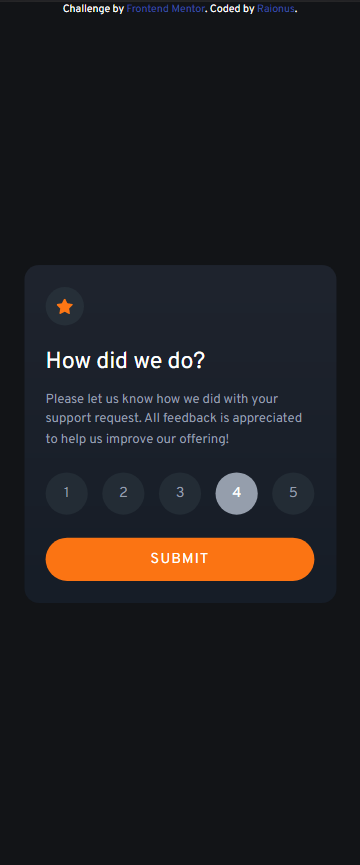 Challenge by Frontend Mentor. Coded by Raionus.
How did we do?
Please let us know how we did with your
support request. All feedback is appreciated
to help us improve our offering!
1 2 3 4 5
SUBMIT